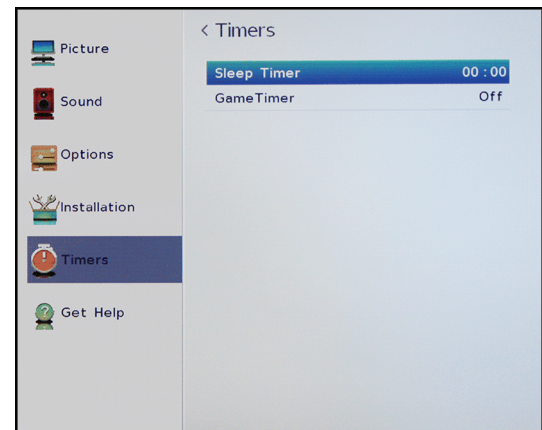 Picture
Sound
Options
Installation
Timers
Get Help
< Timers
Sleep Timer 00 : 00
GameTimer Off